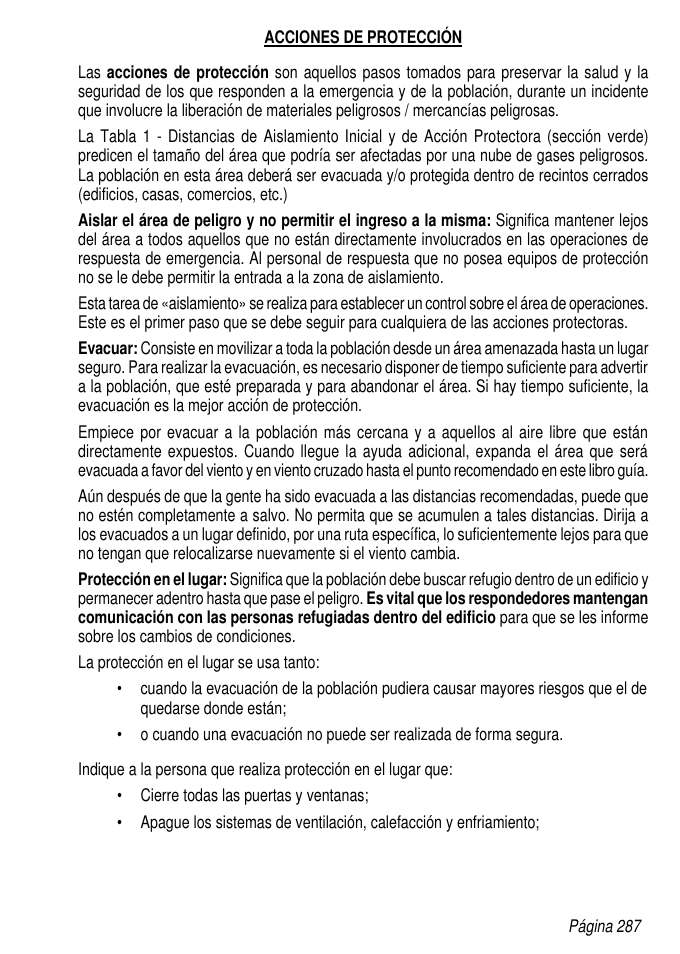 ACCIONES DE PROTECCIÓN
Las acciones de protección son aquellos pasos tomados para preservar la salud y la
seguridad de los que responden a la emergencia y de la población, durante un incidente
que involucre la liberación de materiales peligrosos / mercancías peligrosas.
La Tabla 1 - Distancias de Aislamiento Inicial y de Acción Protectora (sección verde)
predicen el tamaño del área que podría ser afectadas por una nube de gases peligrosos.
La población en esta área deberá ser evacuada y/o protegida dentro de recintos cerrados
(edificios, casas, comercios, etc.)
Aislar el área de peligro y no permitir el ingreso a la misma: Significa mantener lejos
del área a todos aquellos que no están directamente involucrados en las operaciones de
respuesta de emergencia. Al personal de respuesta que no posea equipos de protección
no se le debe permitir la entrada a la zona de aislamiento.
Esta tarea de «aislamiento» se realiza para establecer un control sobre el área de operaciones.
Este es el primer paso que se debe seguir para cualquiera de las acciones protectoras.
Evacuar: Consiste en movilizar a toda la población desde un área amenazada hasta un lugar
seguro. Para realizar la evacuación, es necesario disponer de tiempo suficiente para advertir
a la población, que esté preparada y para abandonar el área. Si hay tiempo suficiente, la
evacuación es la mejor acción de protección.
Empiece por evacuar a la población más cercana y a aquellos al aire libre que están
directamente expuestos. Cuando llegue la ayuda adicional, expanda el área que será
evacuada a favor del viento y en viento cruzado hasta el punto recomendado en este libro guía.
Aún después de que la gente ha sido evacuada a las distancias recomendadas, puede que
no estén completamente a salvo. No permita que se acumulen a tales distancias. Dirija a
los evacuados a un lugar definido, por una ruta específica, lo suficientemente lejos para que
no tengan que relocalizarse nuevamente si el viento cambia.
Protección en el lugar: Significa que la población debe buscar refugio dentro de un edificio y
permanecer adentro hasta que pase el peligro. Es vital que los respondedores mantengan
comunicación con las personas refugiadas dentro del edificio para que se les informe
sobre los cambios de condiciones.
La protección en el lugar se usa tanto:
• cuando la evacuación de la población pudiera causar mayores riesgos que el de
quedarse donde están;
• o cuando una evacuación no puede ser realizada de forma segura.
Indique a la persona que realiza protección en el lugar que:
• Cierre todas las puertas y ventanas;
• Apague los sistemas de ventilación, calefacción y enfriamiento;
Página 287